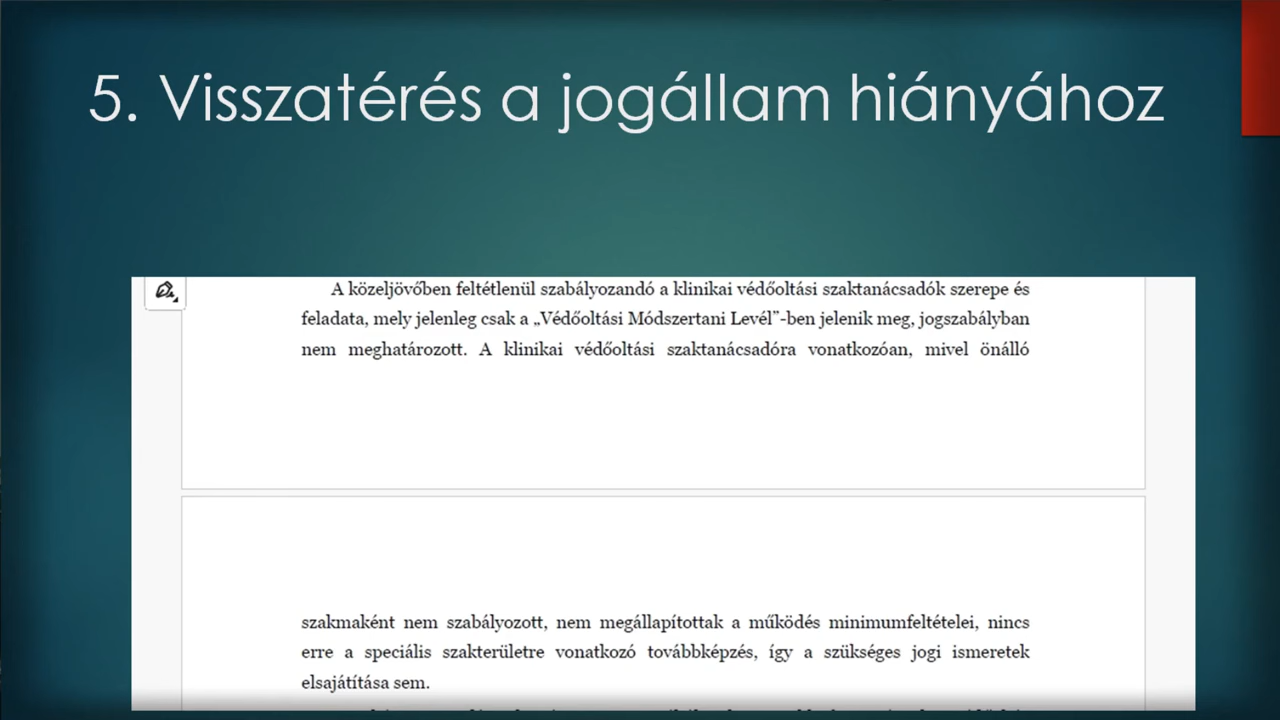 5. Visszatérés a jogállam hiányához
A közeljövőben feltétlenül szabályozandó a klinikai védőoltási szaktanácsadók szerepe és
feladata, mely jelenleg csak a „Védőoltási Módszertani Levél”-ben jelenik meg, jogszabályban
nem meghatározott. A klinikai védőoltási szaktanácsadóra vonatkozóan, mivel önálló
szakmaként nem szabályozott, nem megállapítottak a működés minimumfeltételei, nincs
erre a speciális szakterületre vonatkozó továbbképzés, így a szükséges jogi ismeretek
elsajátítása sem.